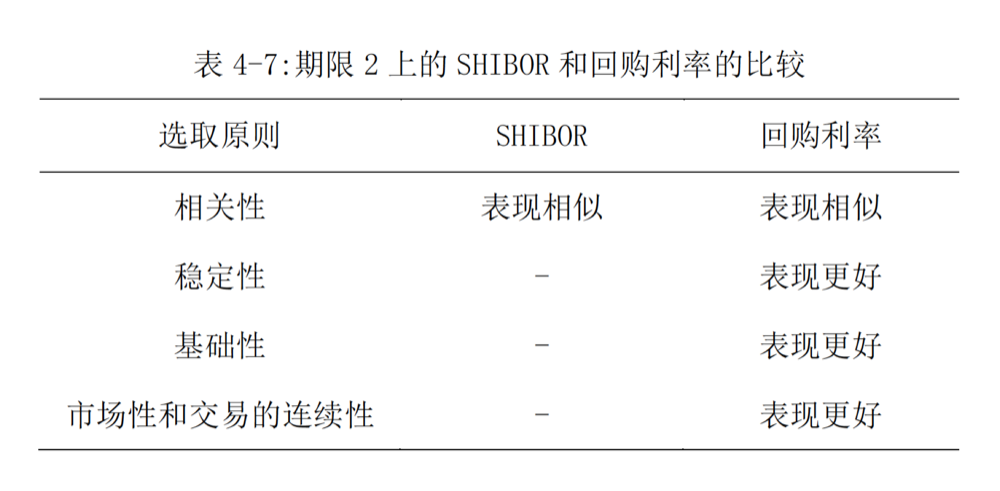 表 4-7:期限 2 上的 SHIBOR 和回购利率的比较
选取原则 SHIBOR 回购利率
相关性 表现相似 表现相似
稳定性 - 表现更好
基础性 - 表现更好
市场性和交易的连续性 - 表现更好